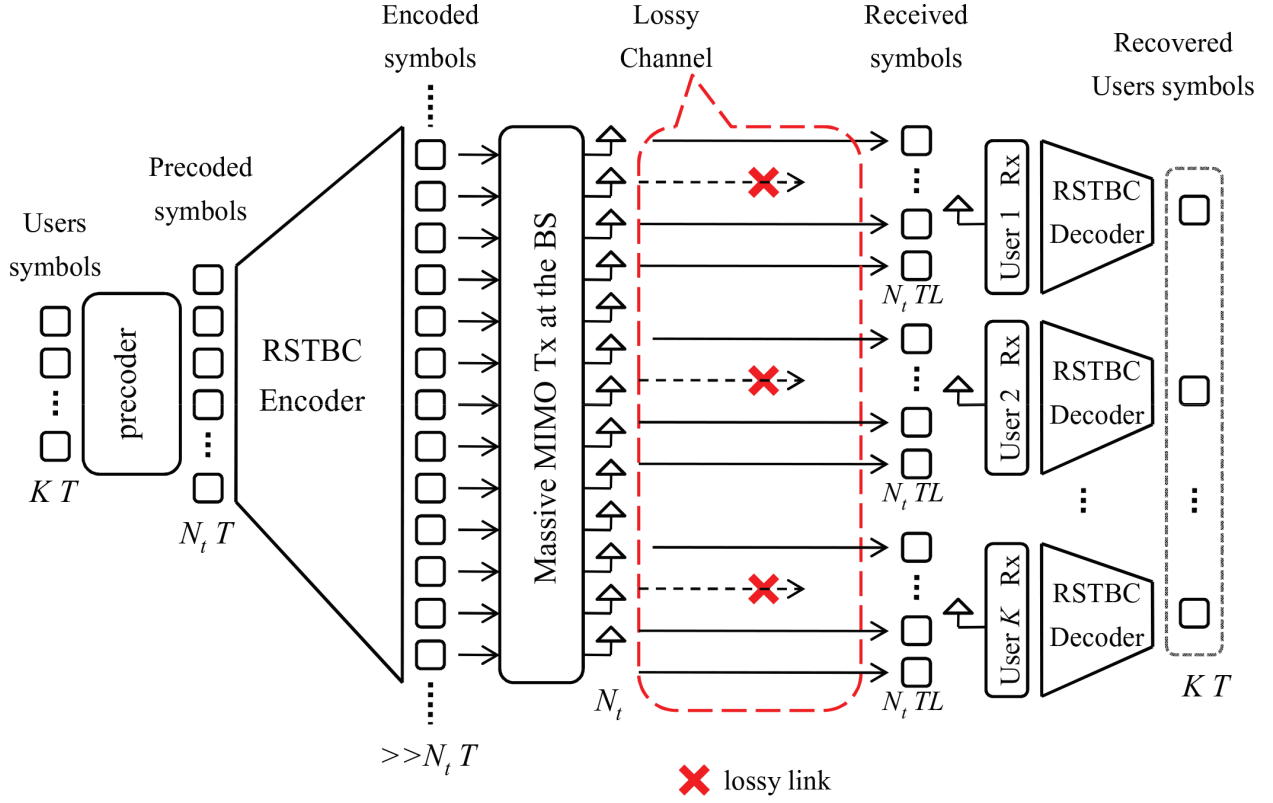 Encoded
symbols
Lossy
Channel
Received
symbols
Recovered
Users symbols
Precoded
symbols
Users
symbols
precoder
K T
N_t T
RSTBC
Encoder
>>N_t T
Massive MIMO Tx at the BS
N_t
N_t TL
User 1 Rx
RSTBC
Decoder
N_t TL
User 2 Rx
RSTBC
Decoder
N_t TL
User K Rx
RSTBC
Decoder
K T
lossy link